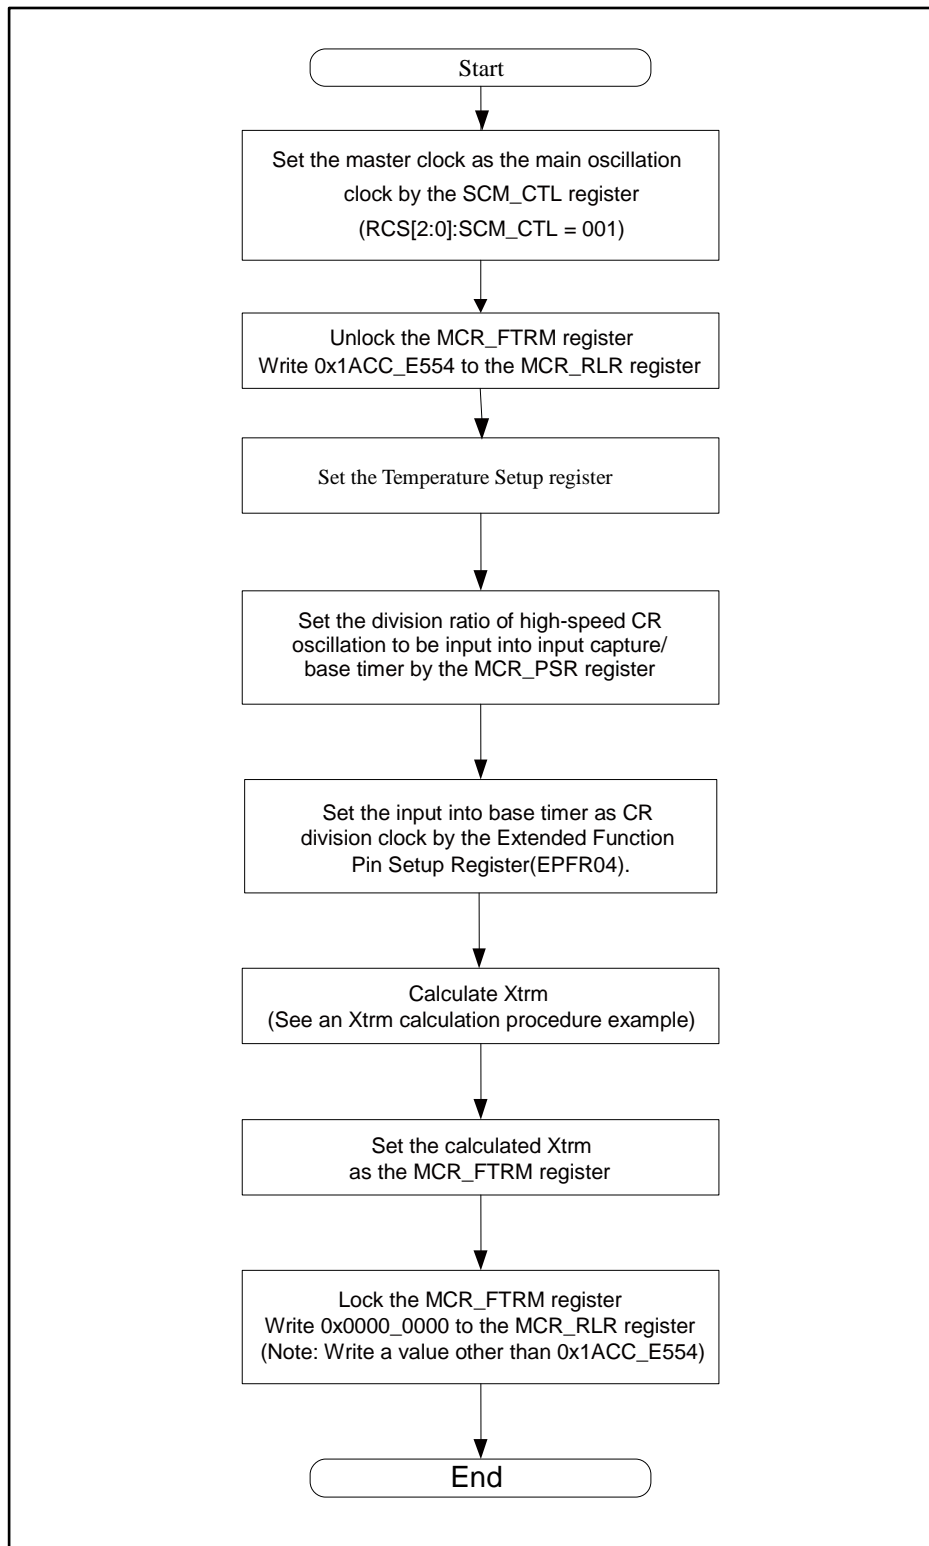 Start
Set the master clock as the main oscillation
clock by the SCM_CTL register
(RCS[2:0]:SCM_CTL = 001)
Unlock the MCR_FTRM register
Write 0x1ACC_E554 to the MCR_RLR register
Set the Temperature Setup register
Set the division ratio of high-speed CR
oscillation to be input into input capture/
base timer by the MCR_PSR register
Set the input into base timer as CR
division clock by the Extended Function
Pin Setup Register(EPFR04).
Calculate Xtrm
(See an Xtrm calculation procedure example)
Set the calculated Xtrm
as the MCR_FTRM register
Lock the MCR_FTRM register
Write 0x0000_0000 to the MCR_RLR register
(Note: Write a value other than 0x1ACC_E554)
End